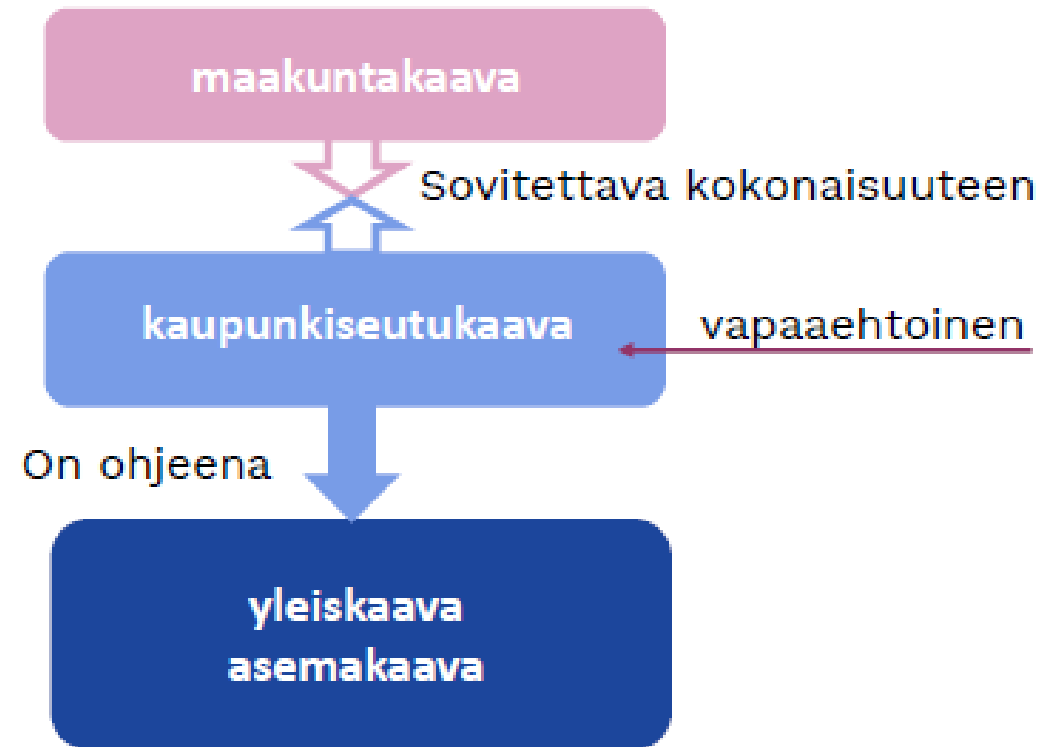 maakuntakaava
Sovitettava kokonaisuuteen
kaupunkiseutukaava
vapaaehtoinen
On ohjeena
yleiskaava
asemakaava